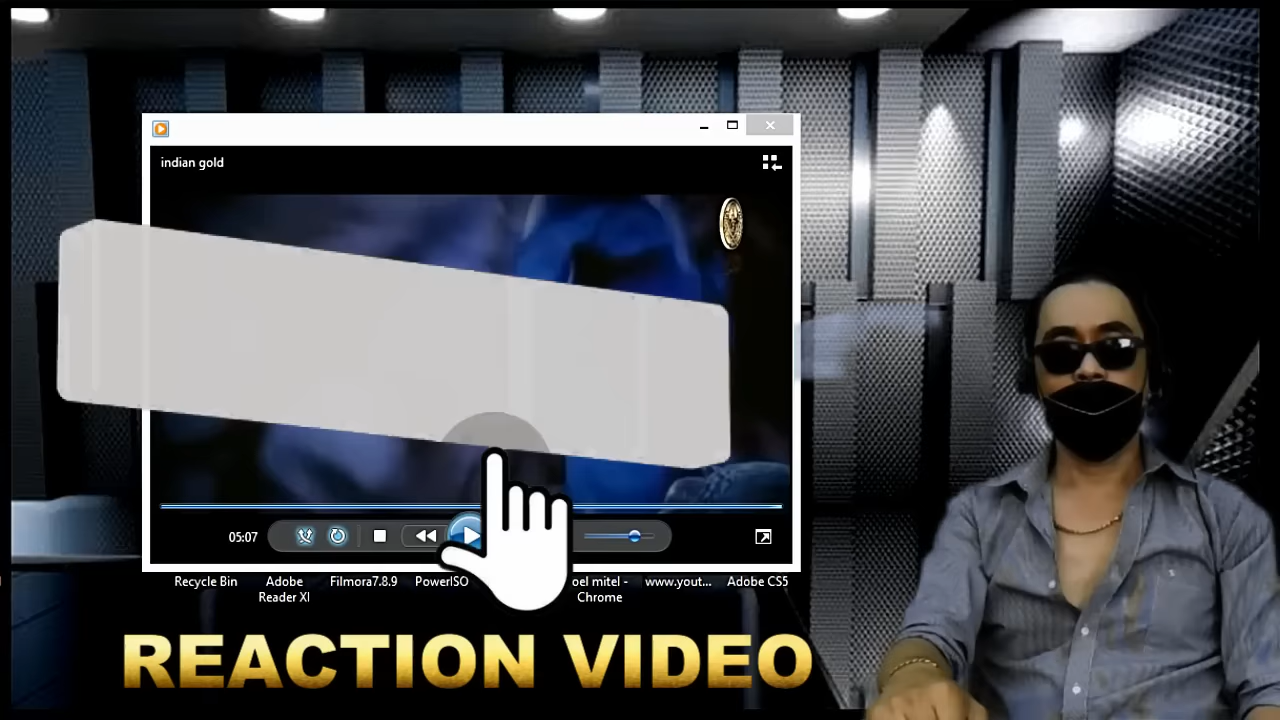 indian gold
05:07
Recycle Bin
Adobe
Reader XI
Filmora7.8.9
PowerISO
oel mitel -
Chrome
www.yout...
Adobe CS5
REACTION VIDEO